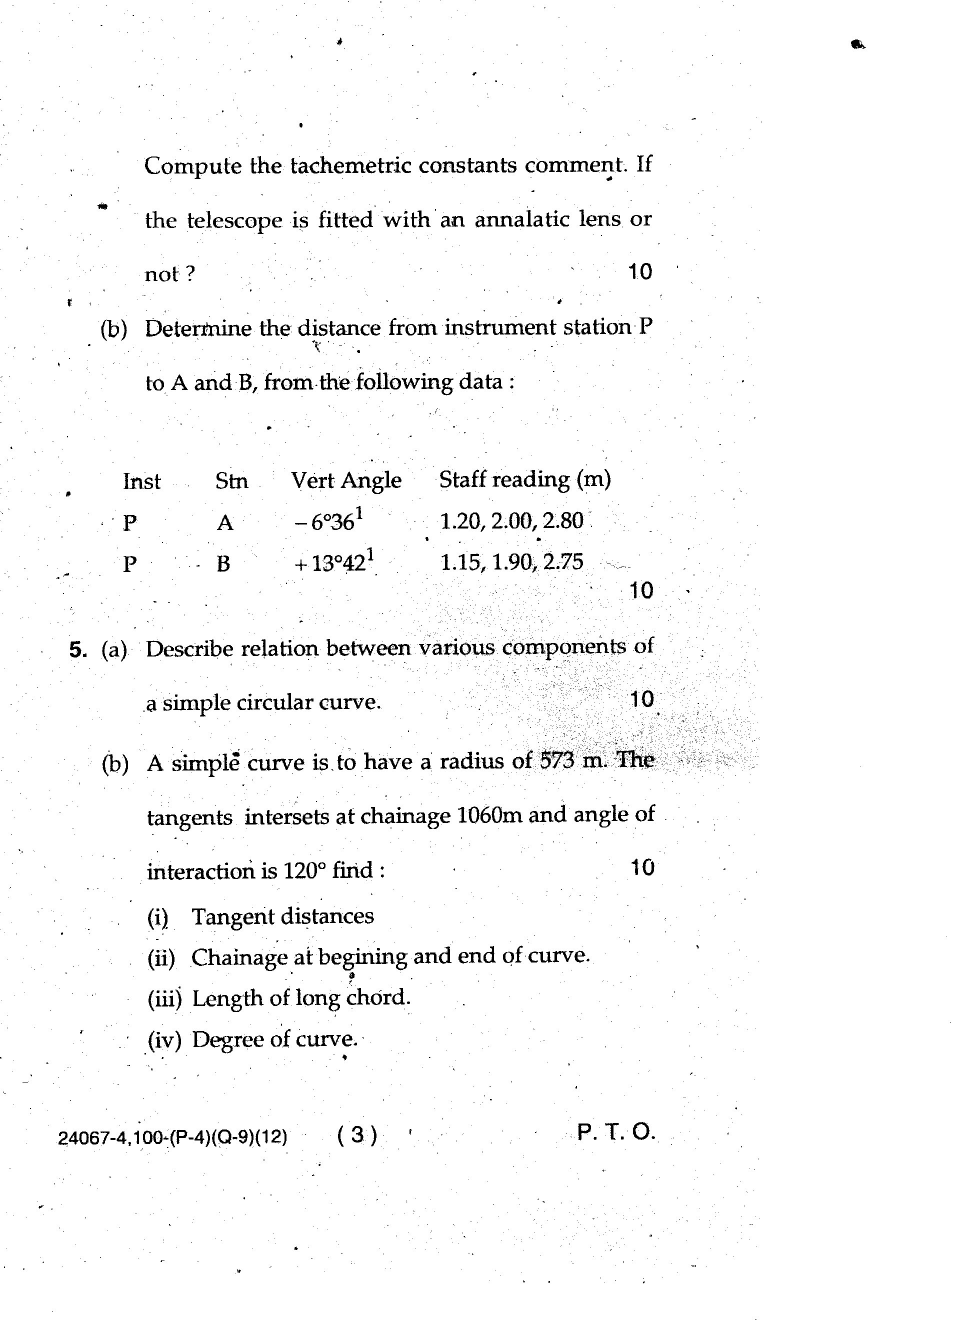 Compute the tachemetric constants comment. If
the telescope is fitted with an annalatic lens or
not ? 10
(b) Determine the distance from instrument station P
to A and B, from the following data :
Inst Stn Vert Angle Staff reading (m)
P A – 6°36¹ 1.20, 2.00, 2.80
P B + 13°42¹ 1.15, 1.90, 2.75
10
5. (a) Describe relation between various components of
a simple circular curve. 10
(b) A simple curve is to have a radius of 573 m. The
tangents intersets at chainage 1060m and angle of
interaction is 120° find : 10
(i) Tangent distances
(ii) Chainage at begining and end of curve.
(iii) Length of long chord.
(iv) Degree of curve.
24067-4,100-(P-4)(Q-9)(12) ( 3 ) P. T. O.